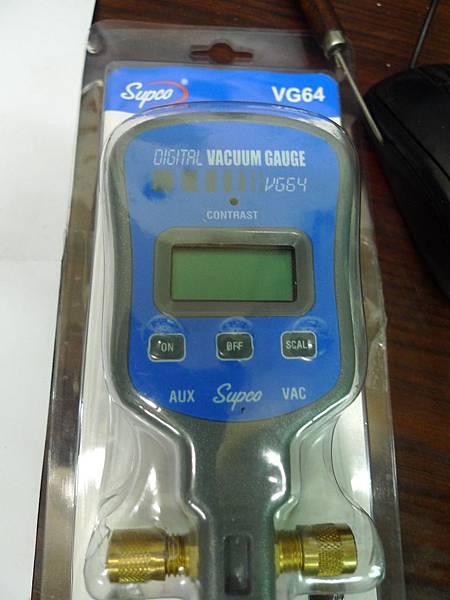 Supco VG64
DIGITAL VACUUM GAUGE
VG64
CONTRAST
ON OFF SCALE
AUX Supco VAC